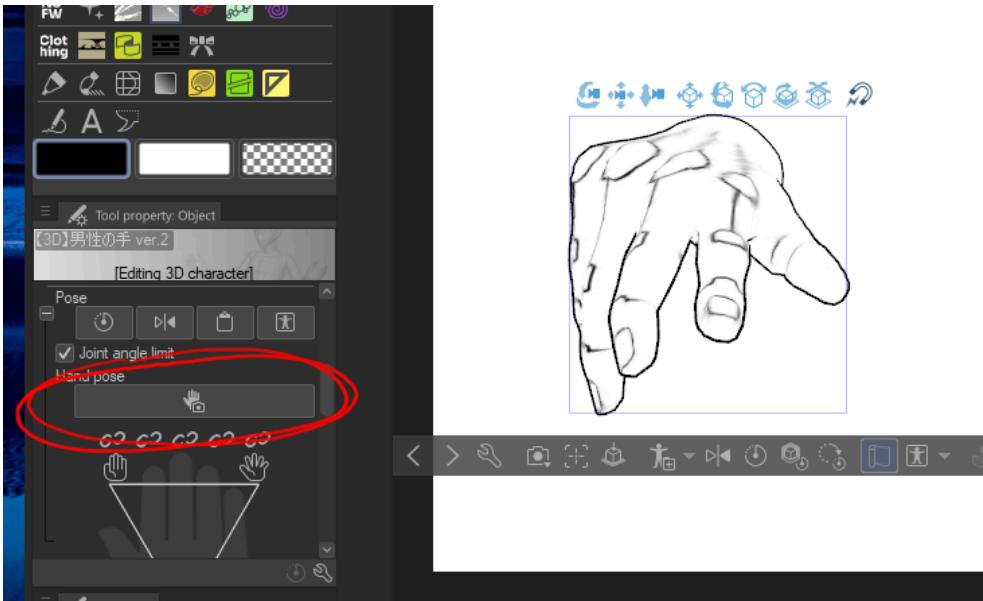 FW
Clot
hing
A
Tool property: Object
【3D】男性の手 ver.2
[Editing 3D character]
Pose
Joint angle limit
Hand pose